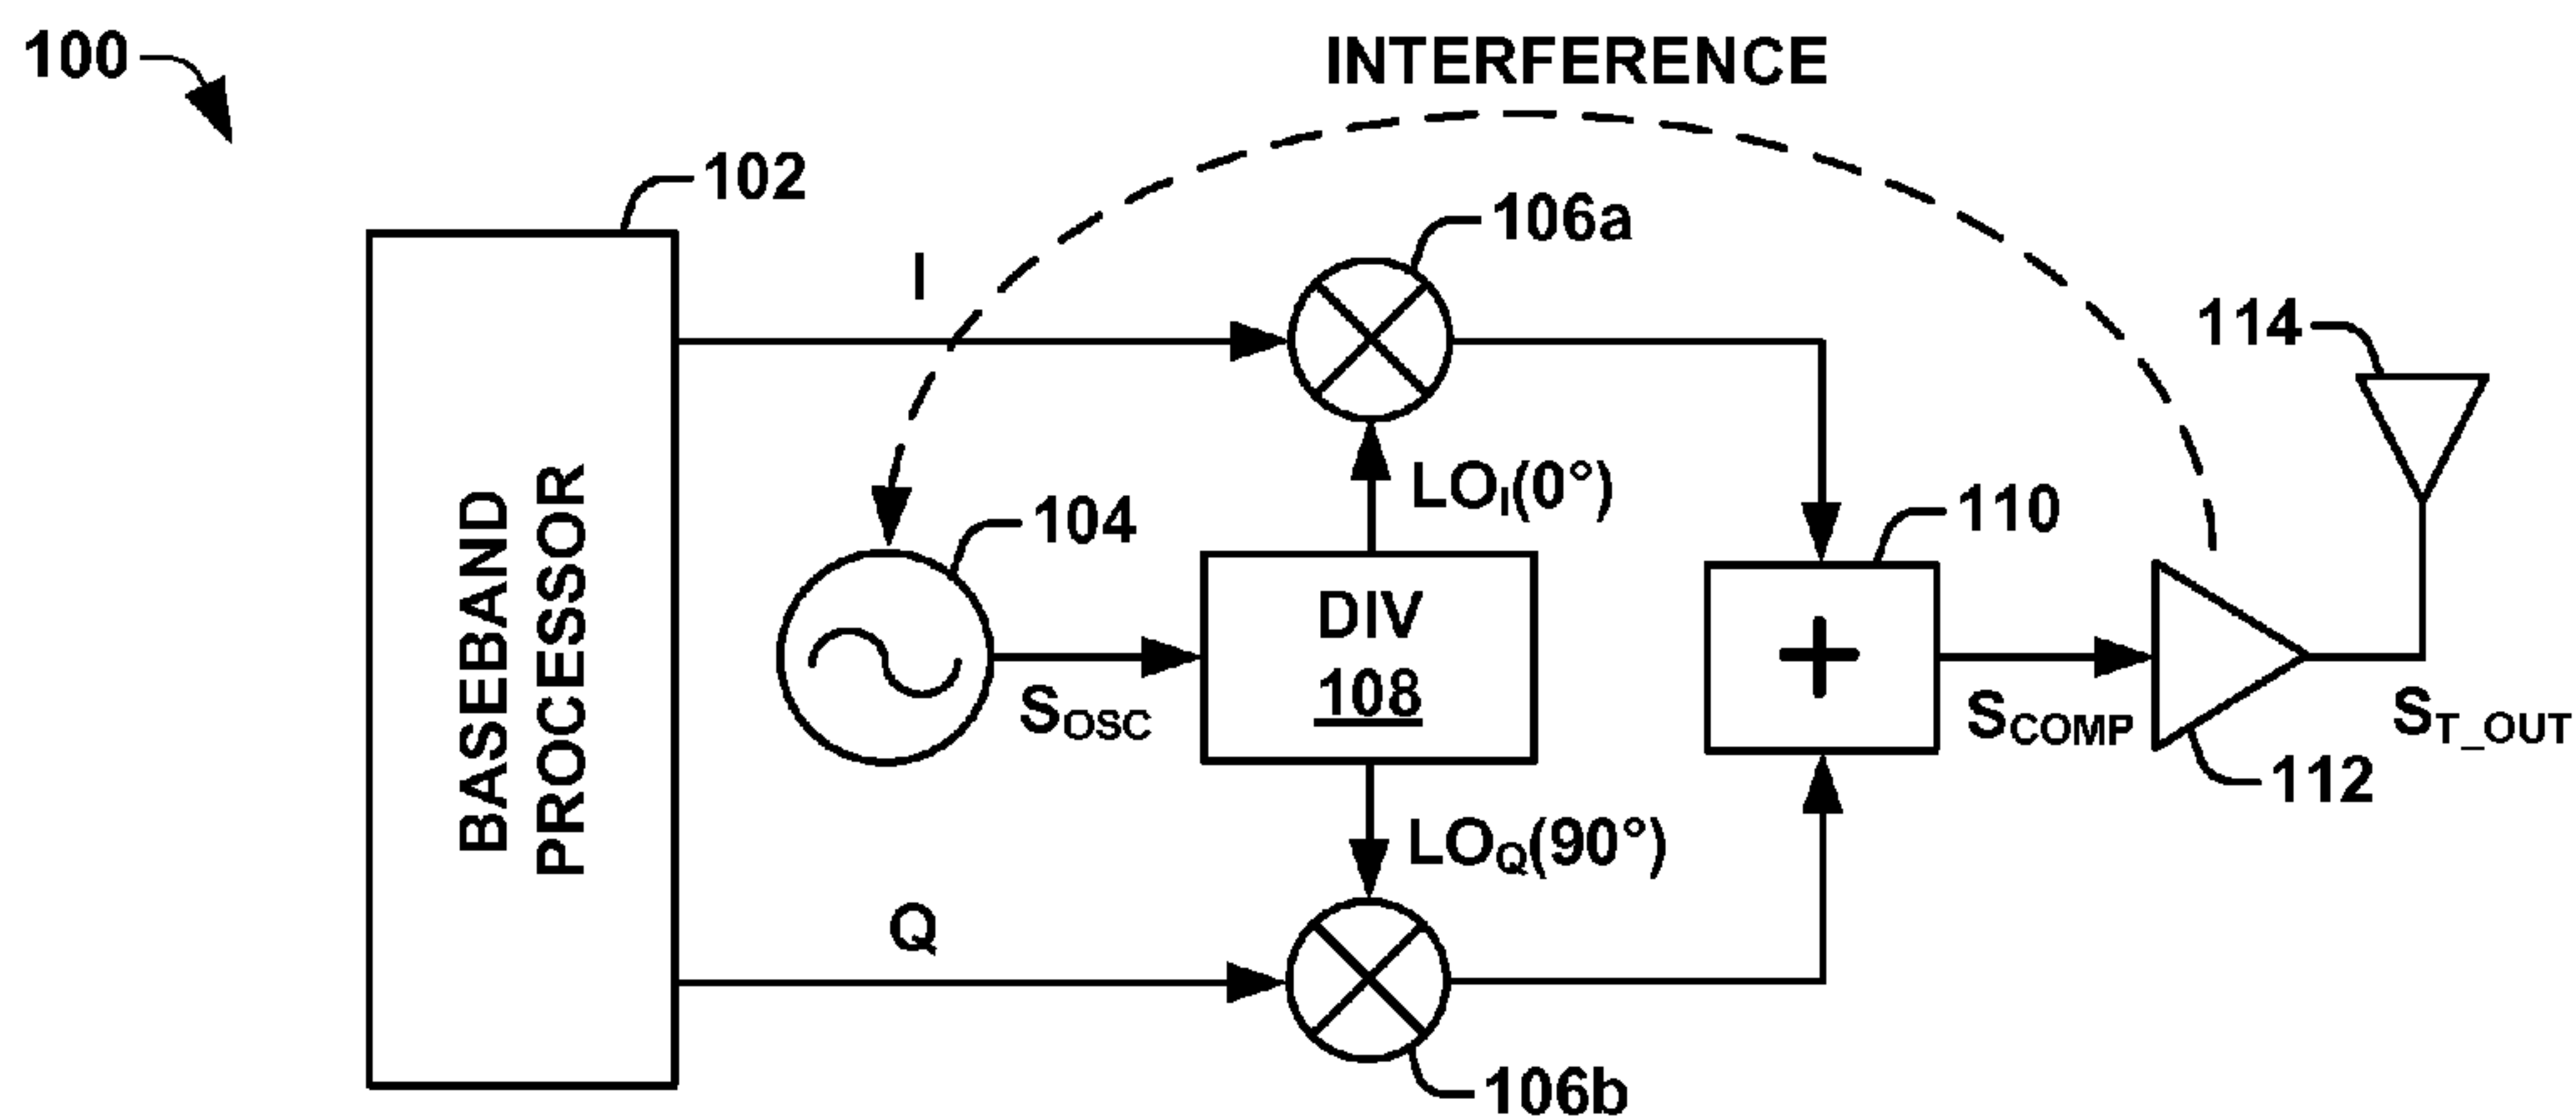 100
INTERFERENCE
102
106a
I
114
LOI(0°)
104
110
BASEBAND
PROCESSOR
DIV
108
+
SOSC
SCOMP
ST_OUT
112
LOQ(90°)
Q
106b